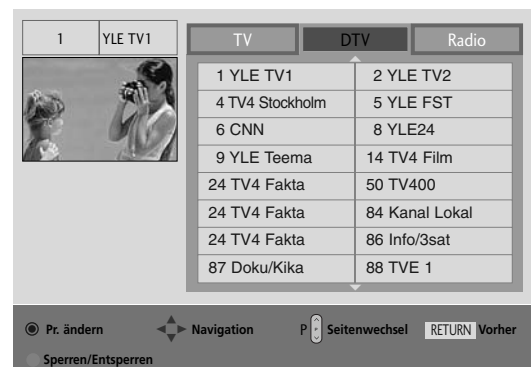 1 YLE TV1
TV DTV Radio
1 YLE TV1 2 YLE TV2
4 TV4 Stockholm 5 YLE FST
6 CNN 8 YLE24
9 YLE Teema 14 TV4 Film
24 TV4 Fakta 50 TV400
24 TV4 Fakta 84 Kanal Lokal
24 TV4 Fakta 86 Info/3sat
87 Doku/Kika 88 TVE 1
Pr. ändern Navigation P P Seitenwechsel RETURN Vorher
Sperren/Entsperren